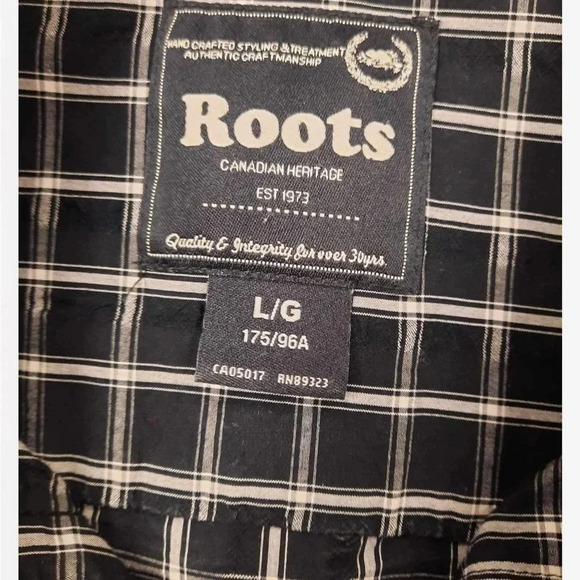 HAND CRAFTED STYLING & TREATMENT
AUTHENTIC CRAFTMANSHIP
Roots
CANADIAN HERITAGE
EST 1973
Quality & Integrity for over 30yrs
L/G
175/96A
CA05017 RN89323